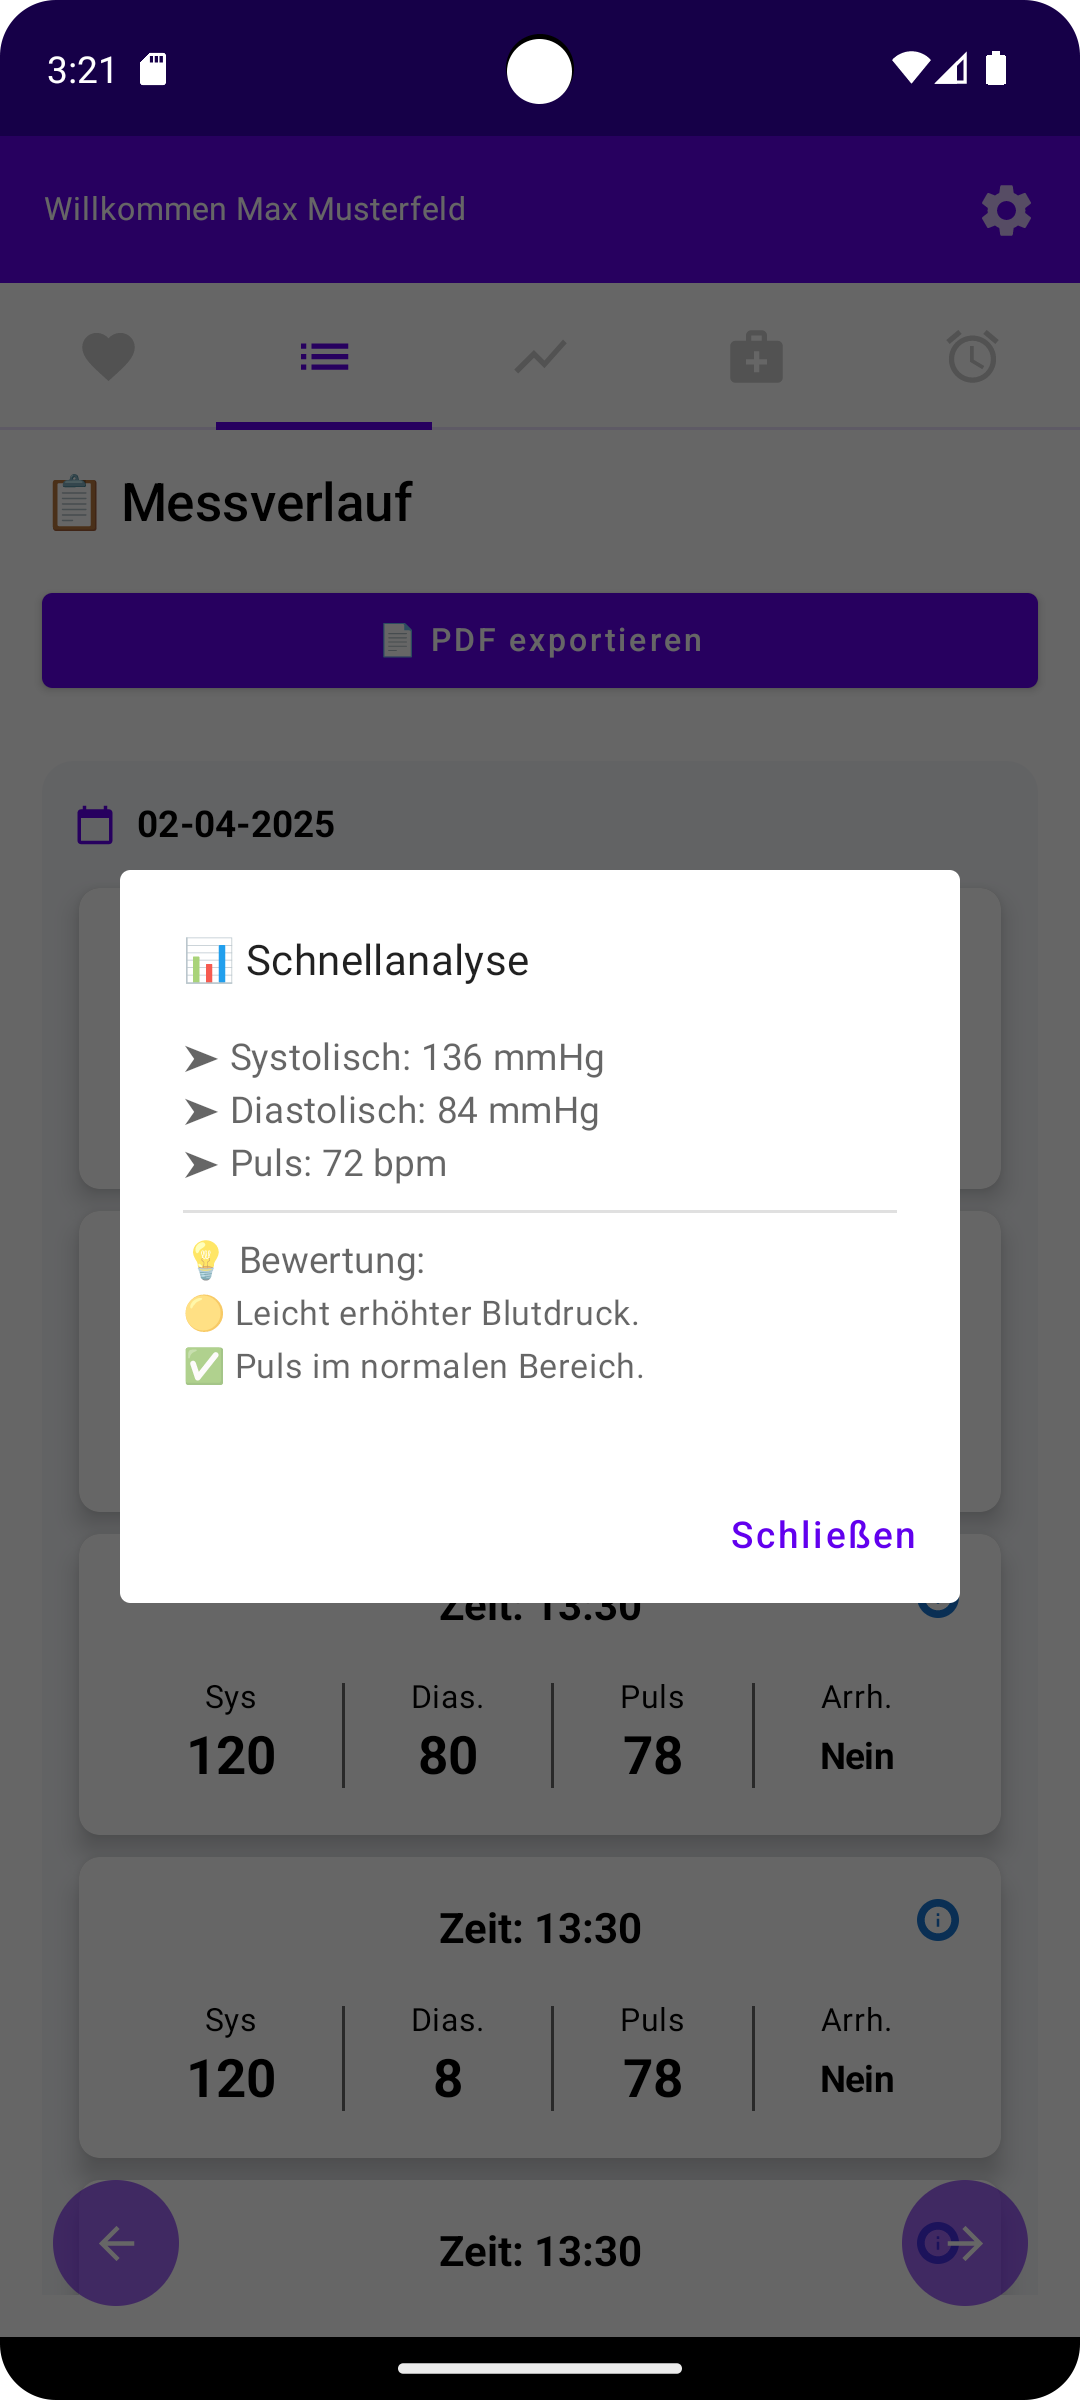 3:21
Willkommen Max Musterfeld
Messverlauf
PDF exportieren
02-04-2025
Schnellanalyse
➤ Systolisch: 136 mmHg
➤ Diastolisch: 84 mmHg
➤ Puls: 72 bpm
Bewertung:
Leicht erhöhter Blutdruck.
Puls im normalen Bereich.
Schließen
Zeit: 13:30
Sys Dias. Puls Arrh.
120 80 78 Nein
Zeit: 13:30
Sys Dias. Puls Arrh.
120 8 78 Nein
Zeit: 13:30